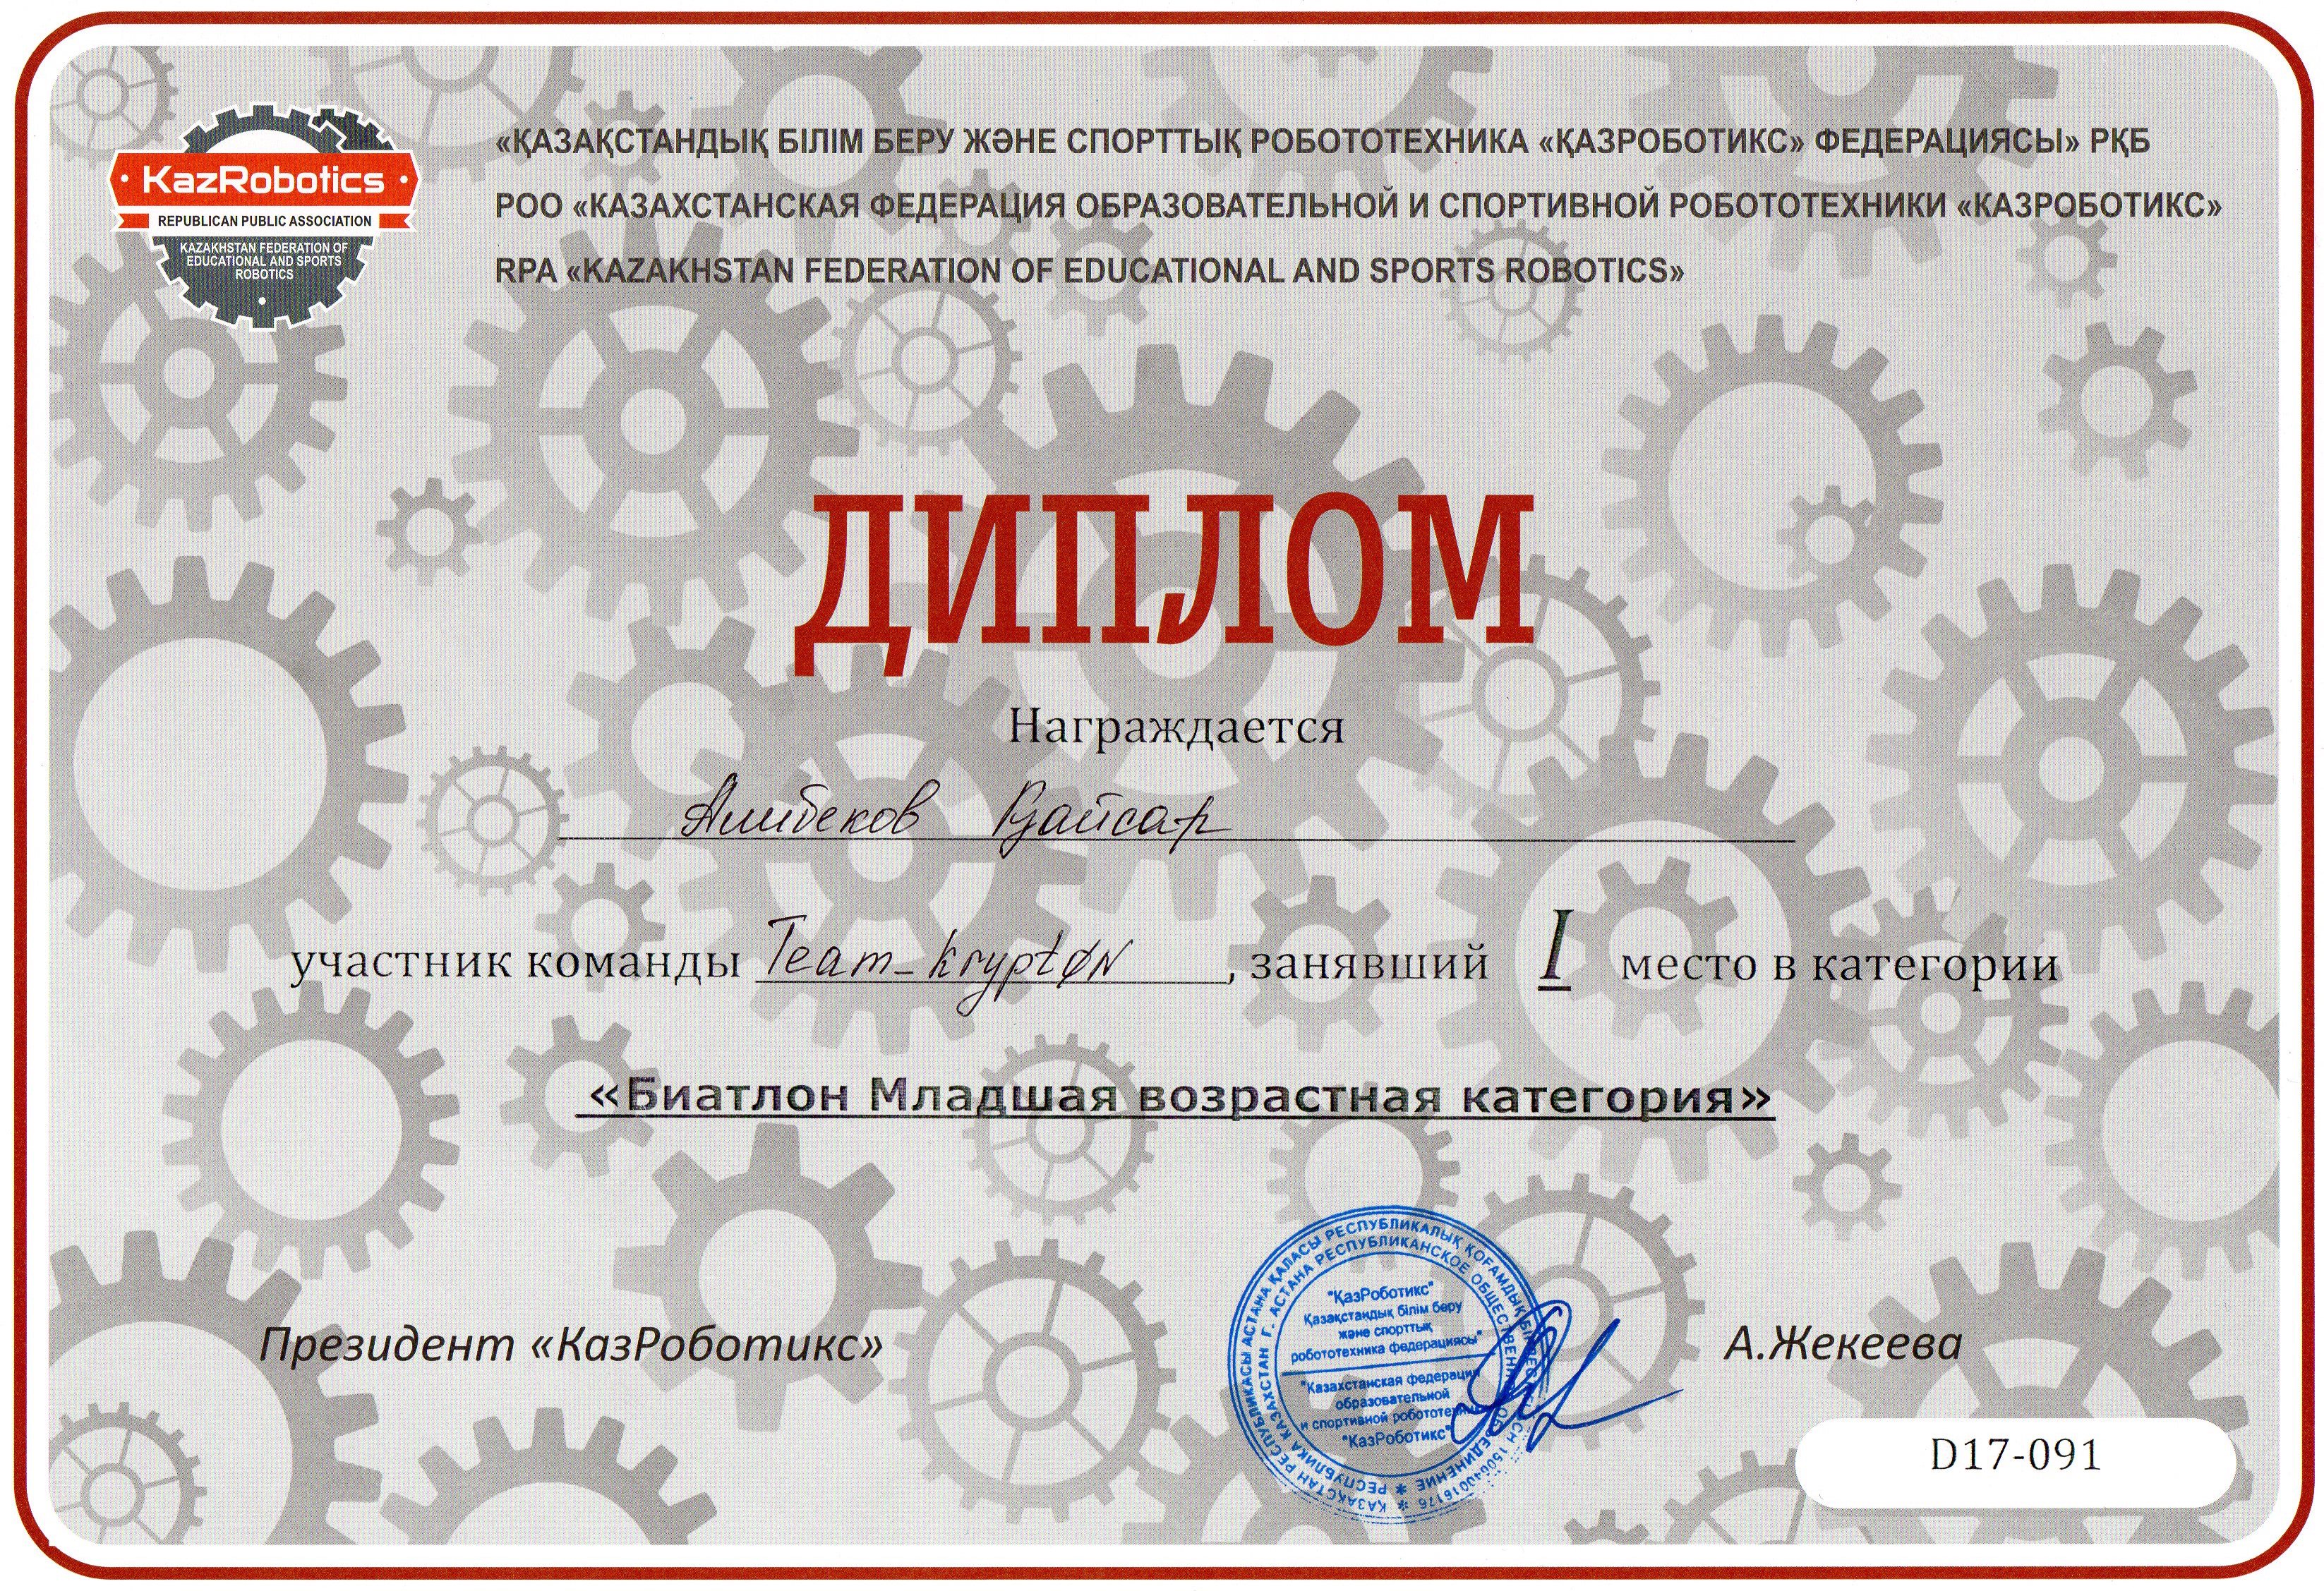 KazRobotics
REPUBLICAN PUBLIC ASSOCIATION
KAZAKHSTAN FEDERATION OF
EDUCATIONAL AND SPORTS
ROBOTICS
«ҚАЗАҚСТАНДЫҚ БІЛІМ БЕРУ ЖӘНЕ СПОРТТЫҚ РОБОТОТЕХНИКА «ҚАЗРОБОТИКС» ФЕДЕРАЦИЯСЫ» РҚБ
РОО «КАЗАХСТАНСКАЯ ФЕДЕРАЦИЯ ОБРАЗОВАТЕЛЬНОЙ И СПОРТИВНОЙ РОБОТОТЕХНИКИ «КАЗРОБОТИКС»
RPA «KAZAKHSTAN FEDERATION OF EDUCATIONAL AND SPORTS ROBOTICS»
ДИПЛОМ
Награждается
Алибеков Қайсар
участник команды Team_kryptøN, занявший I место в категории
«Биатлон Младшая возрастная категория»
Президент «КазРоботикс»
ҚАЗАҚСТАН РЕСПУБЛИКАСЫ АСТАНА ҚАЛАСЫ РЕСПУБЛИКАЛЫҚ ҚОҒАМДЫҚ
РЕСПУБЛИКА КАЗАХСТАН Г. АСТАНА РЕСПУБЛИКАНСКОЕ ОБЩЕСТВЕННОЕ ОБЪЕДИНЕНИЕ
"ҚазРоботикс"
Қазақстандық білім беру
және спорттық
робототехника федерациясы"
"Казахстанская федерация
образовательной
и спортивной робототехники
"КазРоботикс"
А.Жекеева
D17-091